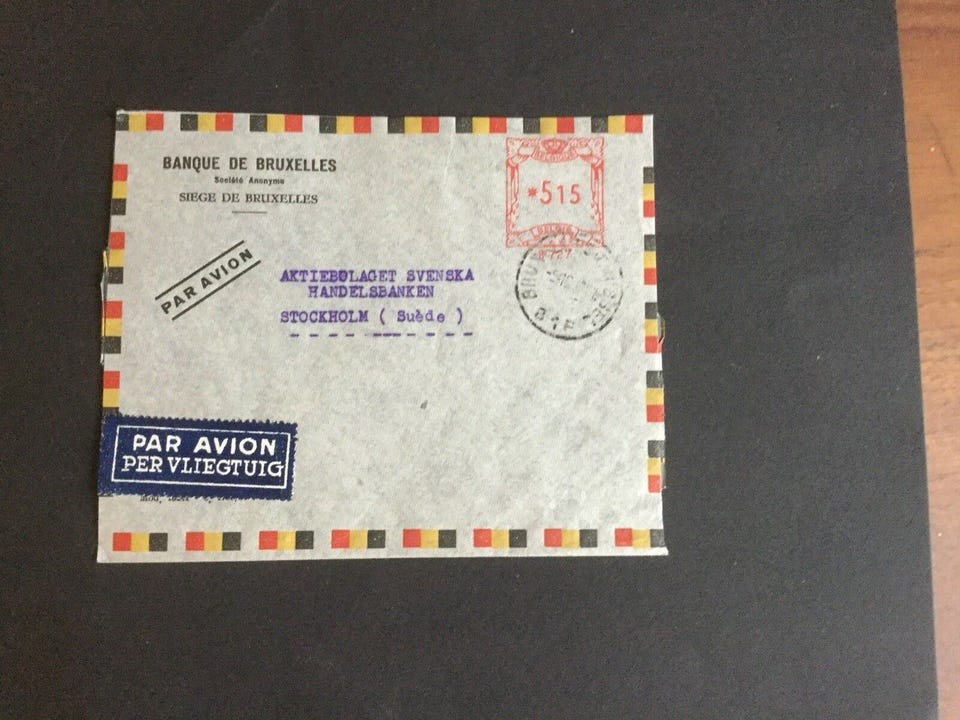 BANQUE DE BRUXELLES
Société Anonyme
SIEGE DE BRUXELLES
BELGIQUE
*515
PAR AVION
AKTIEBOLAGET SVENSKA
HANDELSBANKEN
STOCKHOLM ( Suède )
PAR AVION
PER VLIEGTUIG